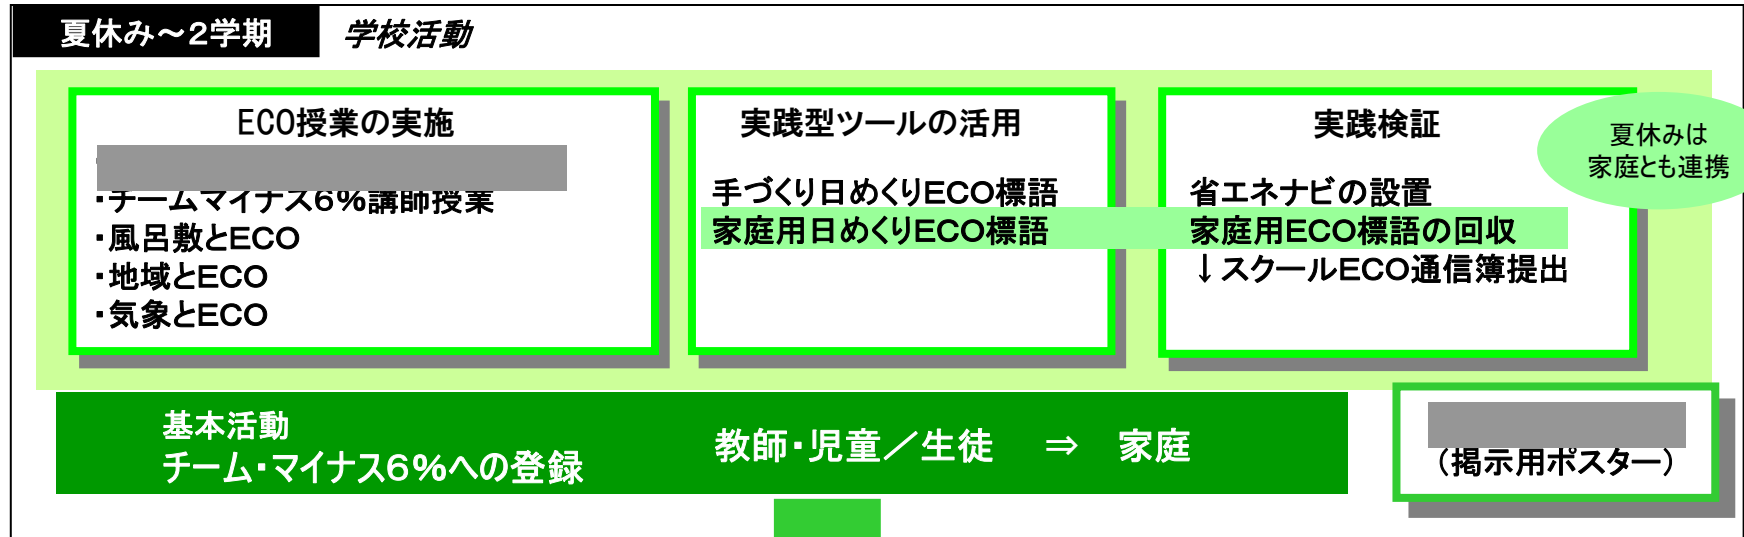 夏休み～2学期
学校活動
ECO授業の実施
・チームマイナス6%講師授業
・風呂敷とECO
・地域とECO
・気象とECO
実践型ツールの活用
手づくり日めくりECO標語
家庭用日めくりECO標語
実践検証
省エネナビの設置
家庭用ECO標語の回収
↓スクールECO通信簿提出
夏休みは
家庭とも連携
基本活動
チーム・マイナス6%への登録
教師・児童／生徒　⇒　家庭
（掲示用ポスター）